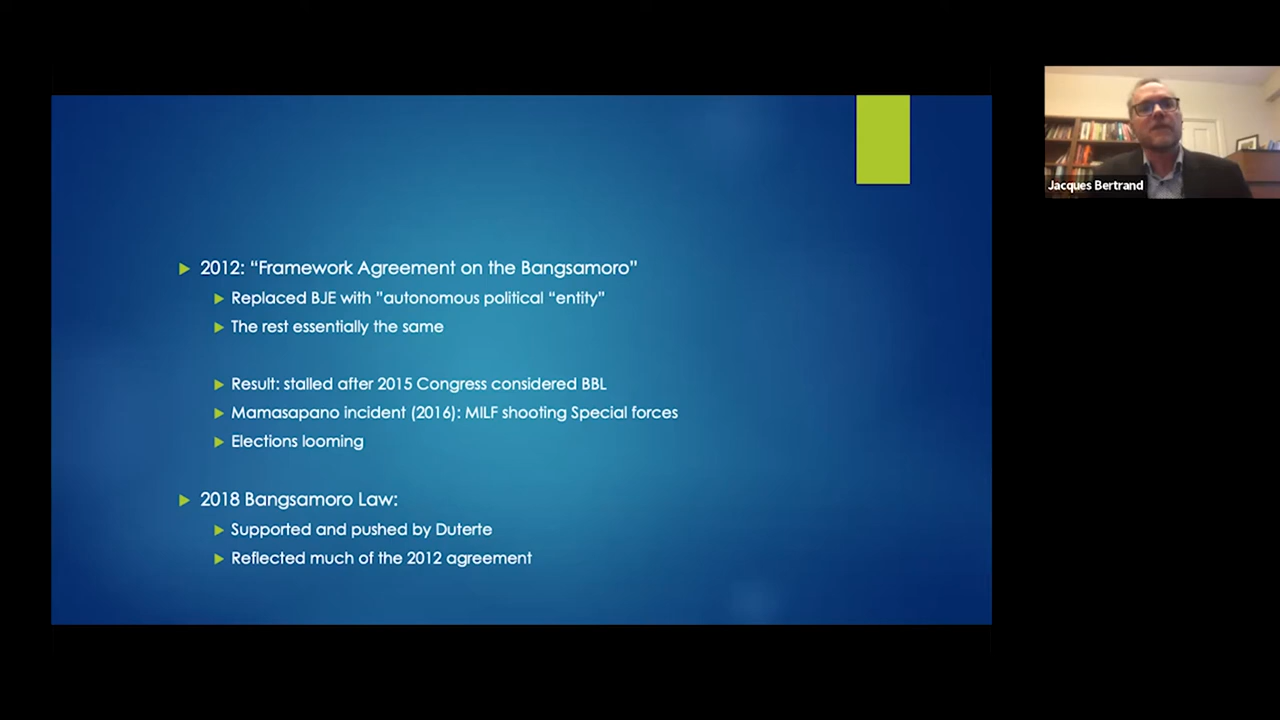 2012: “Framework Agreement on the Bangsamoro”
Replaced BJE with ”autonomous political “entity”
The rest essentially the same
Result: stalled after 2015 Congress considered BBL
Mamasapano incident (2016): MILF shooting Special forces
Elections looming
2018 Bangsamoro Law:
Supported and pushed by Duterte
Reflected much of the 2012 agreement
Jacques Bertrand